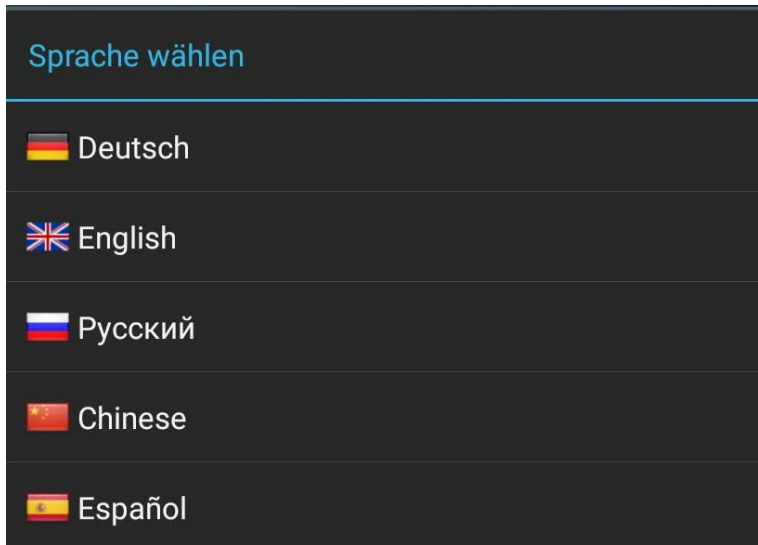 Sprache wählen
Deutsch
English
Русский
Chinese
Español